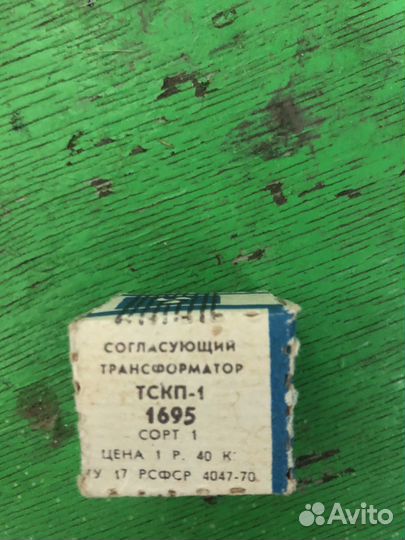 СОГЛАСУЮЩИЙ
ТРАНСФОРМАТОР
ТСКП-1
1695
СОРТ 1
ЦЕНА 1 Р. 40 К
ТУ 17 РСФСР 4047-70
Avito